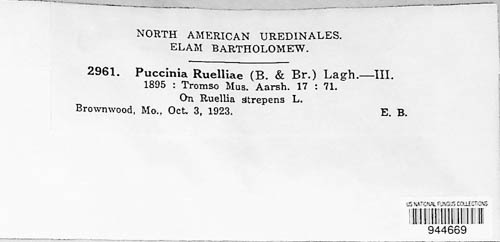 NORTH AMERICAN UREDINALES.
ELAM BARTHOLOMEW.
2961. Puccinia Ruelliae (B. & Br.) Lagh.—III.
1895 : Tromso Mus. Aarsh. 17 : 71.
On Ruellia strepens L.
Brownwood, Mo., Oct. 3, 1923. E. B.
US NATIONAL FUNGUS COLLECTIONS
944669